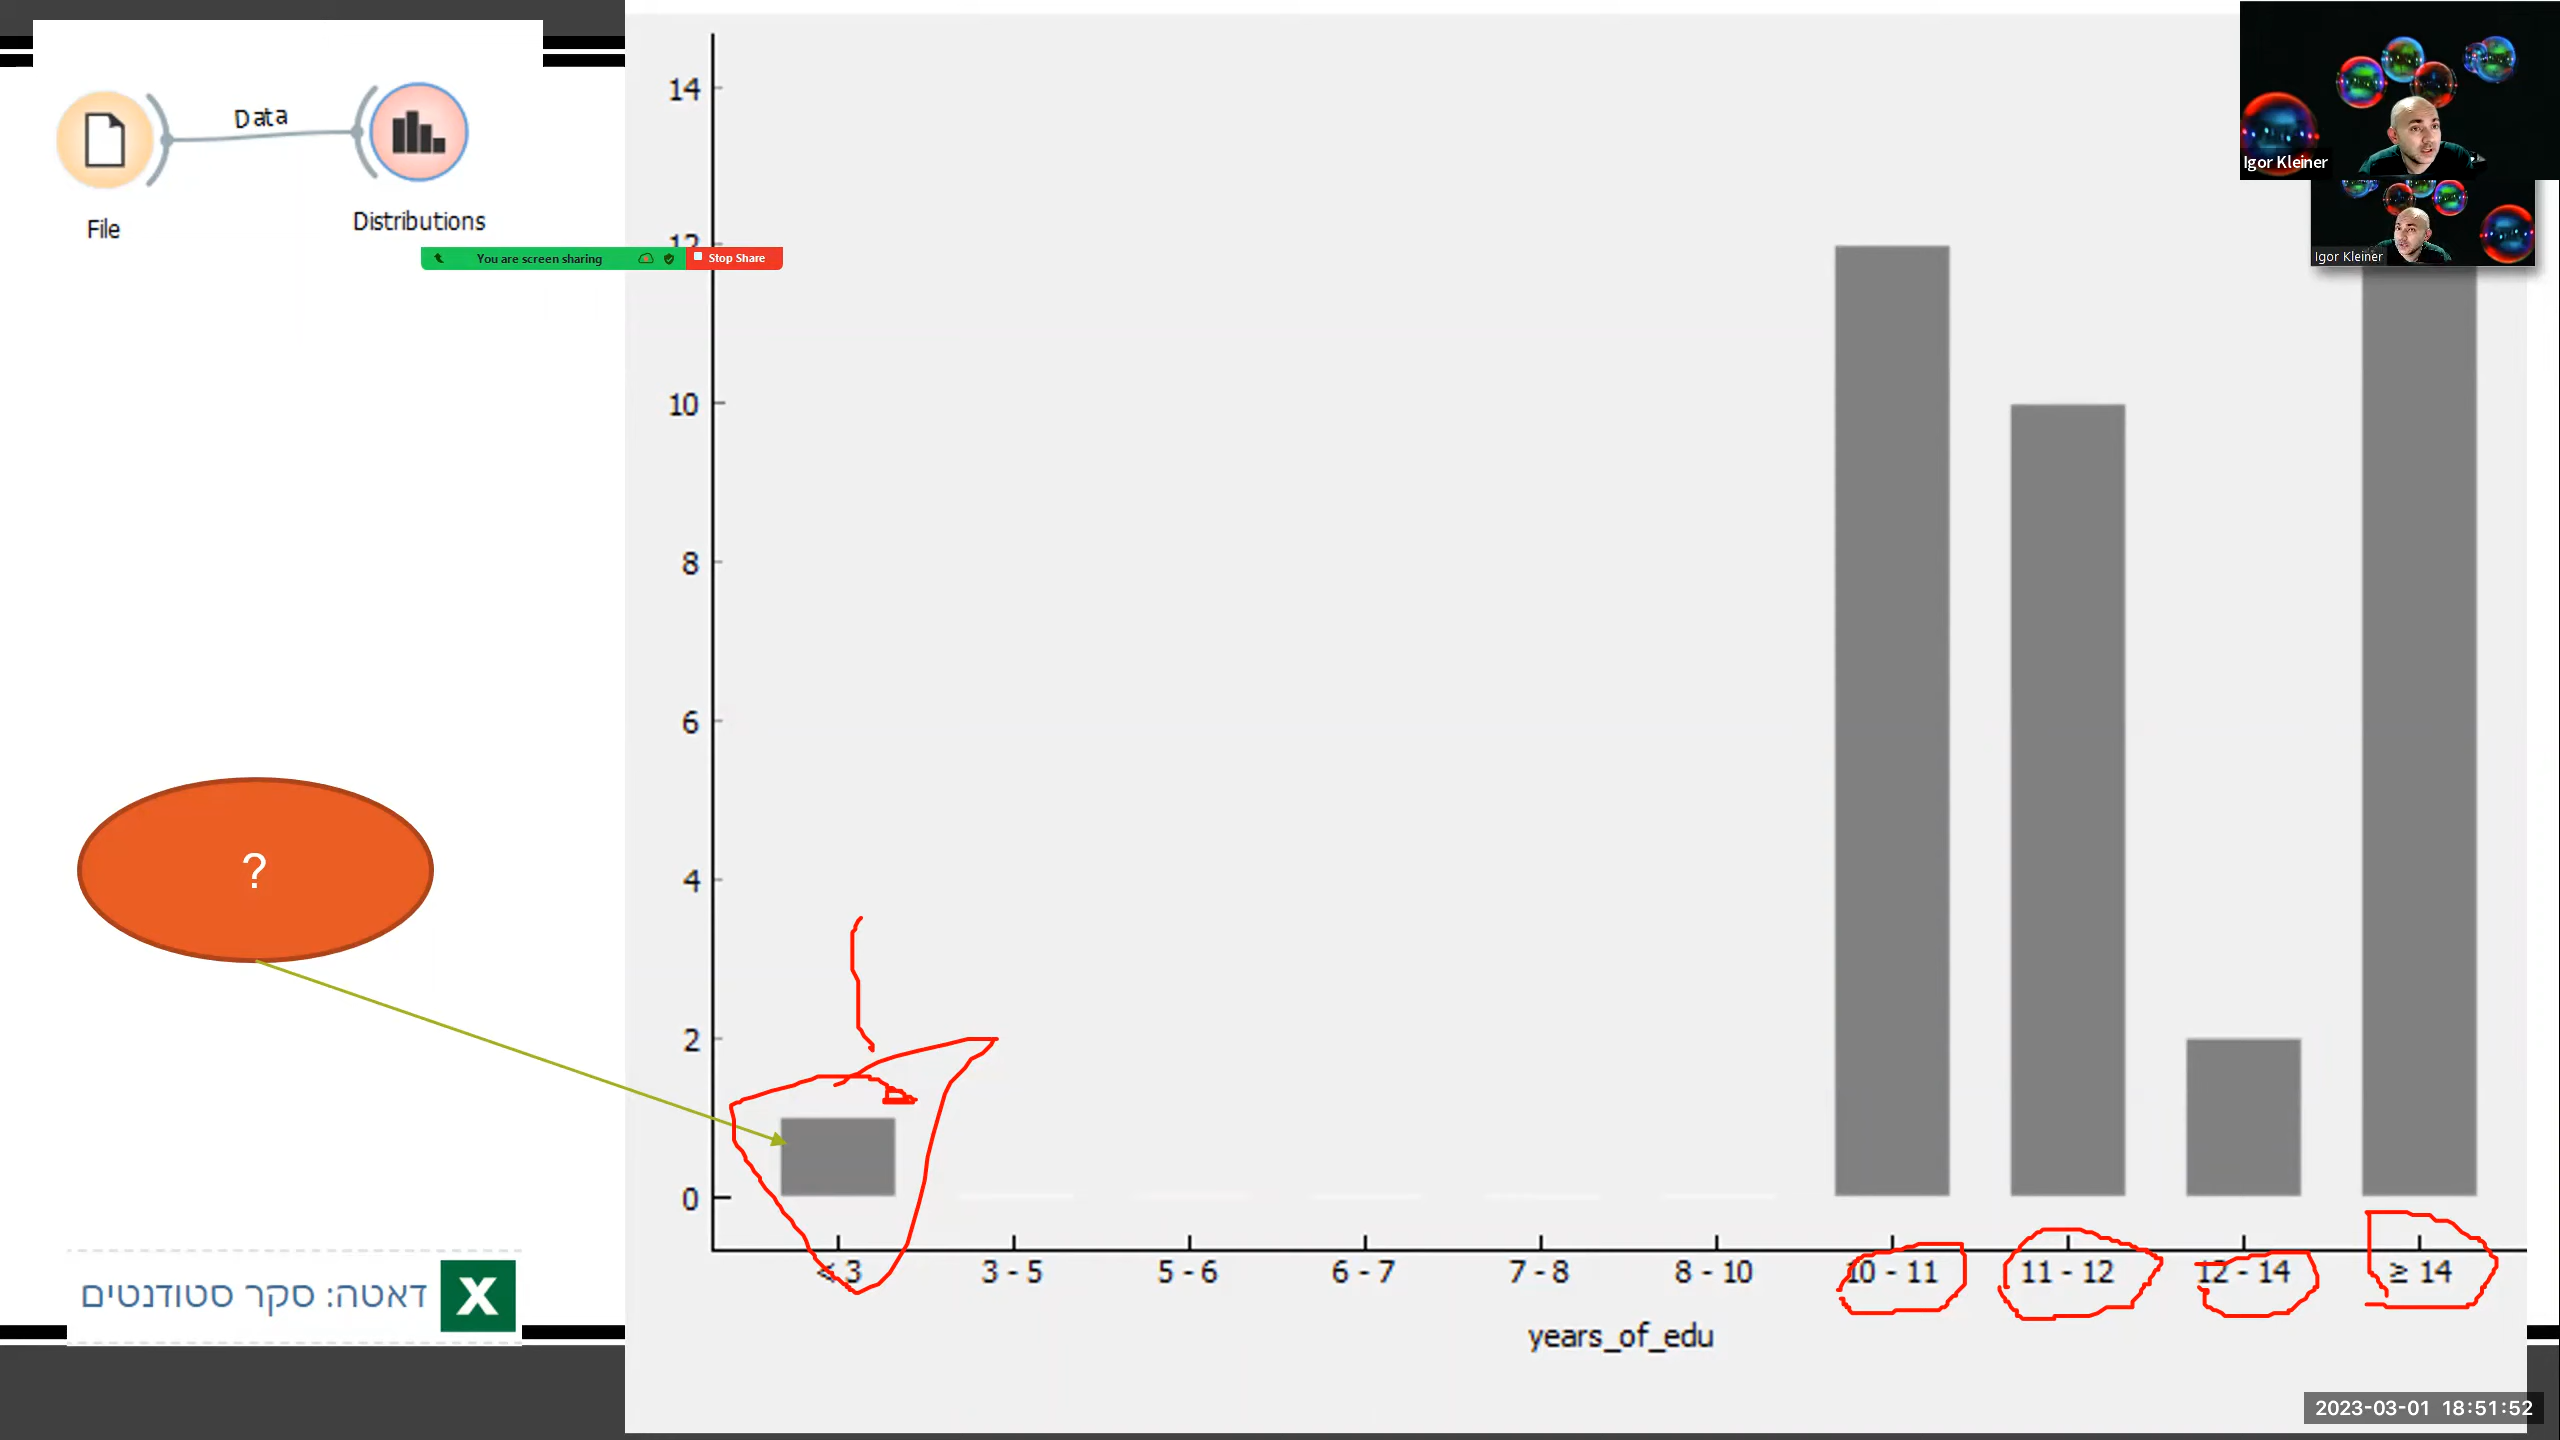 Data
File
Distributions
You are screen sharing
Stop Share
Igor Kleiner
Igor Kleiner
14
12
10
8
6
4
2
0
?
< 3
3 - 5
5 - 6
6 - 7
7 - 8
8 - 10
10 - 11
11 - 12
12 - 14
≥ 14
years_of_edu
דאטה: סקר סטודנטים
X
2023-03-01 18:51:52